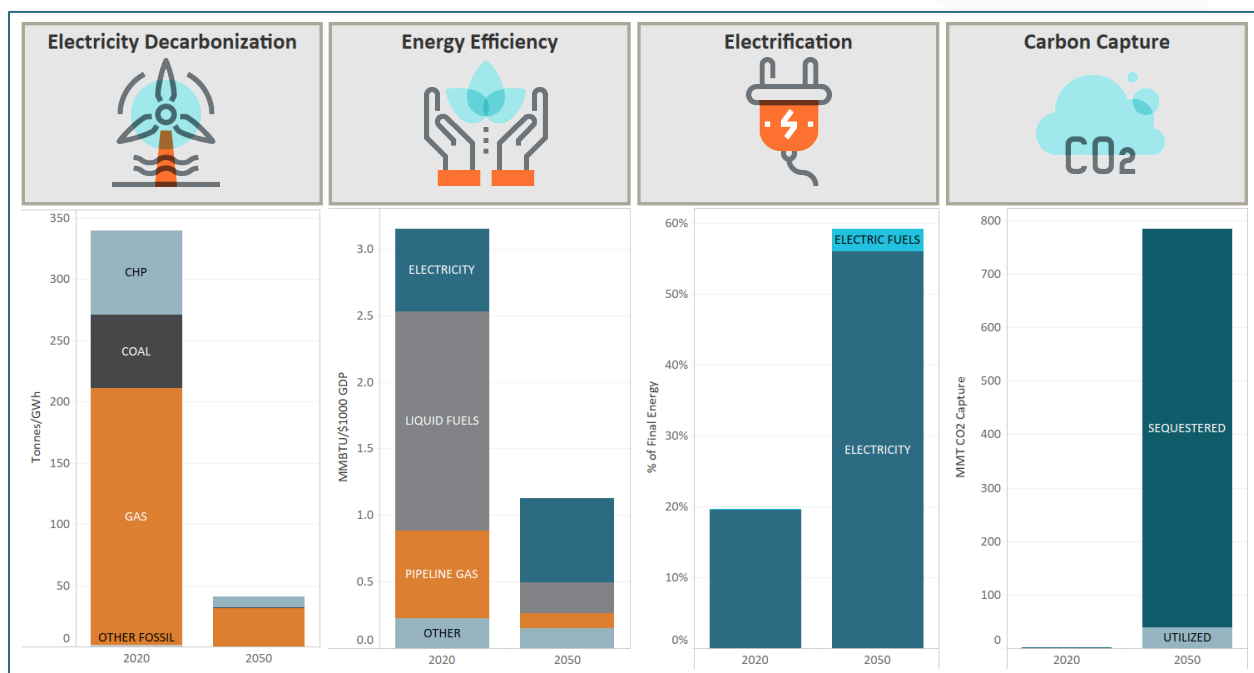 Electricity Decarbonization
Energy Efficiency
Electrification
Carbon Capture
CO2
Tonnes/GWh
350
300
250
200
150
100
50
0
CHP
COAL
GAS
OTHER FOSSIL
2020
2050
MMBTU/$1000 GDP
3.0
2.5
2.0
1.5
1.0
0.5
0.0
ELECTRICITY
LIQUID FUELS
PIPELINE GAS
OTHER
2020
2050
% of Final Energy
60%
50%
40%
30%
20%
10%
0%
ELECTRIC FUELS
ELECTRICITY
2020
2050
MMT CO2 Capture
800
700
600
500
400
300
200
100
0
SEQUESTERED
UTILIZED
2020
2050